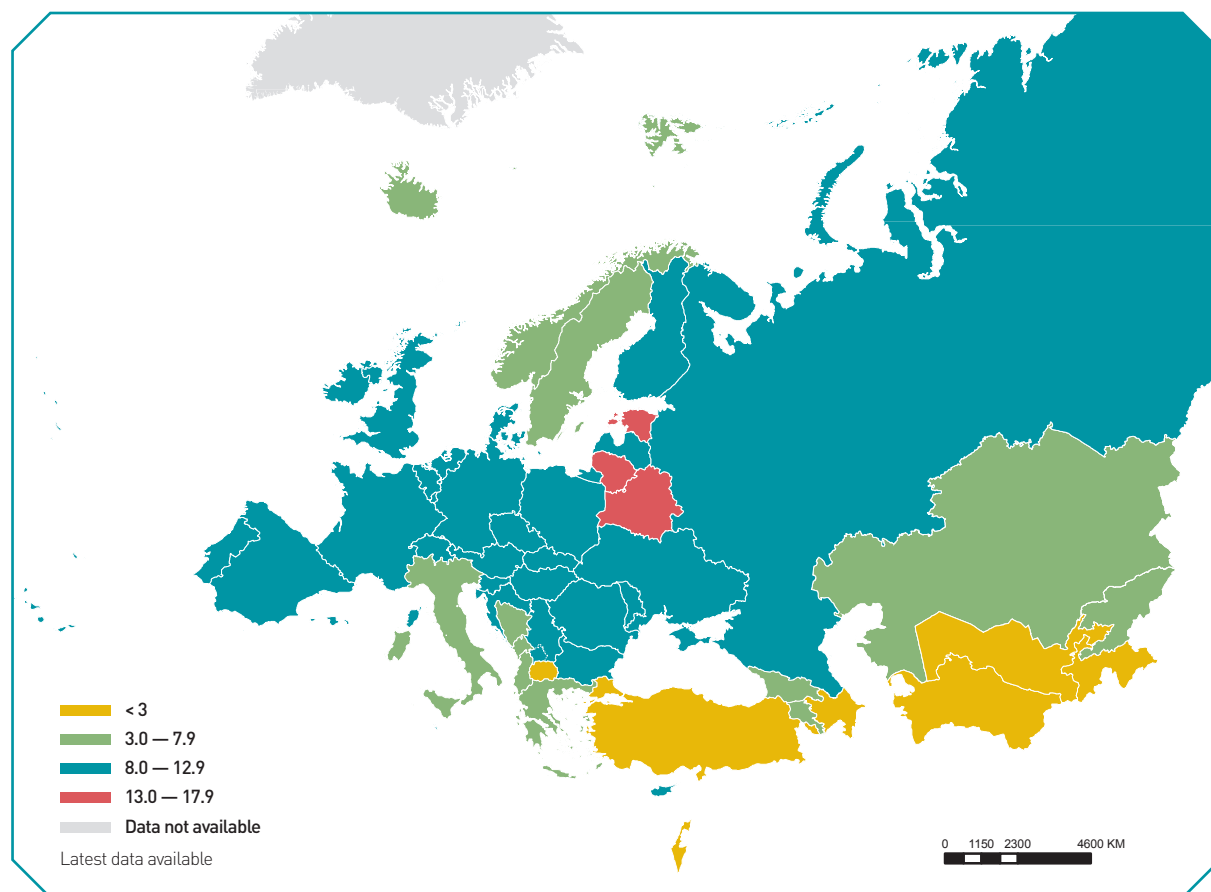 < 3
3.0 — 7.9
8.0 — 12.9
13.0 — 17.9
Data not available
Latest data available
0 1150 2300 4600 KM